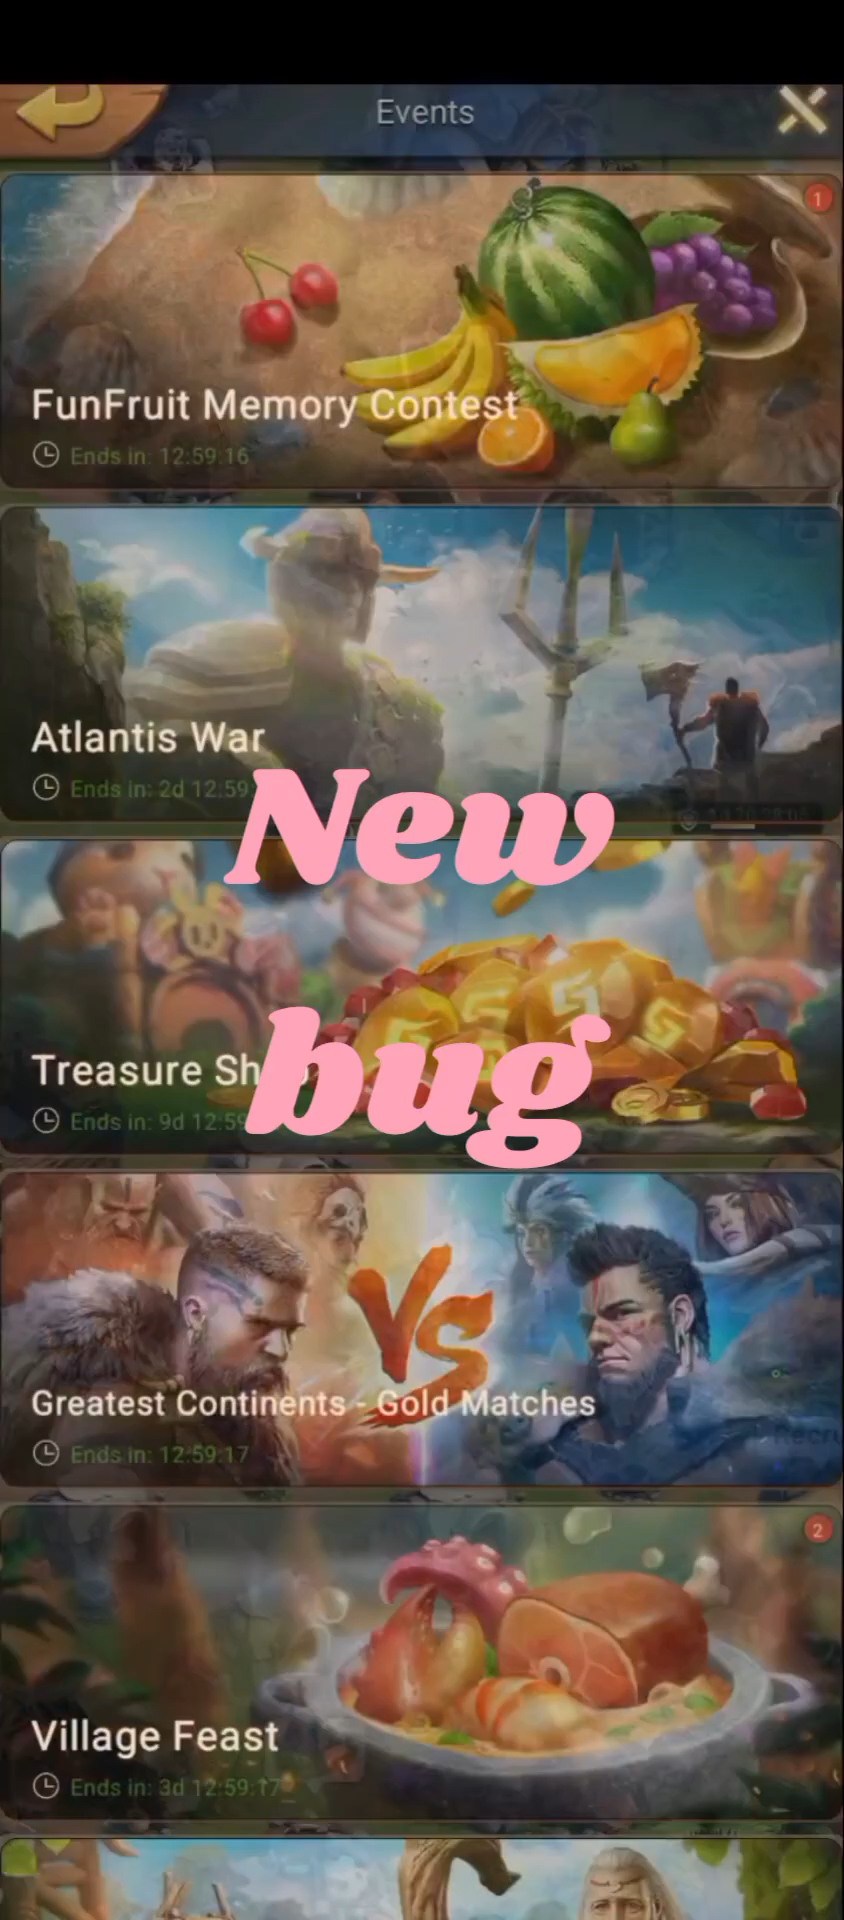 Events
1
FunFruit Memory Contest
Ends in: 12:59:16
Atlantis War
Ends in: 2d 12:59
New
Treasure Sh
Ends in: 9d 12:59
bug
VS
Greatest Continents - Gold Matches
Ends in: 12:59:17
2
Village Feast
Ends in: 3d 12:59:17